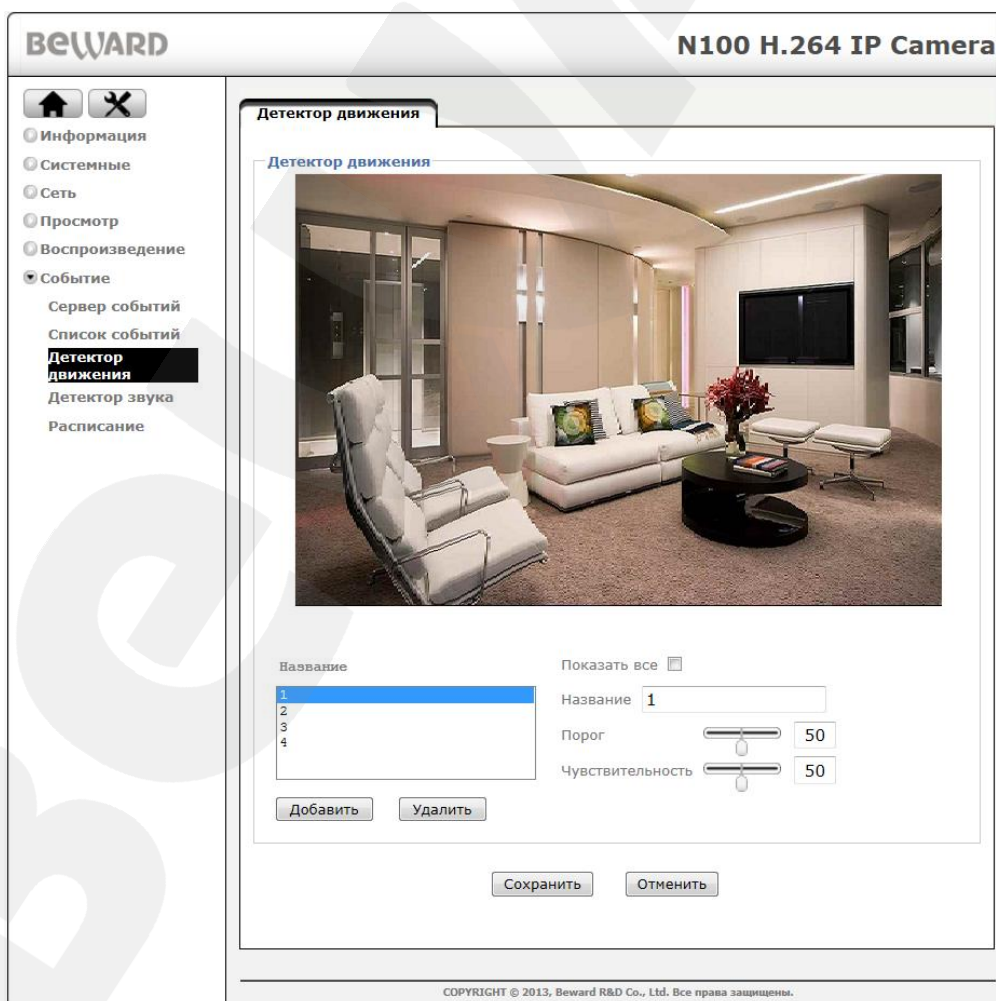 BEWARD
N100 H.264 IP Camera
Информация
Системные
Сеть
Просмотр
Воспроизведение
Событие
Сервер событий
Список событий
Детектор
движения
Детектор звука
Расписание
Детектор движения
Детектор движения
Название
1
2
3
4
Добавить Удалить
Показать все
Название 1
Порог 50
Чувствительность 50
Сохранить Отменить
COPYRIGHT © 2013, Beward R&D Co., Ltd. Все права защищены.